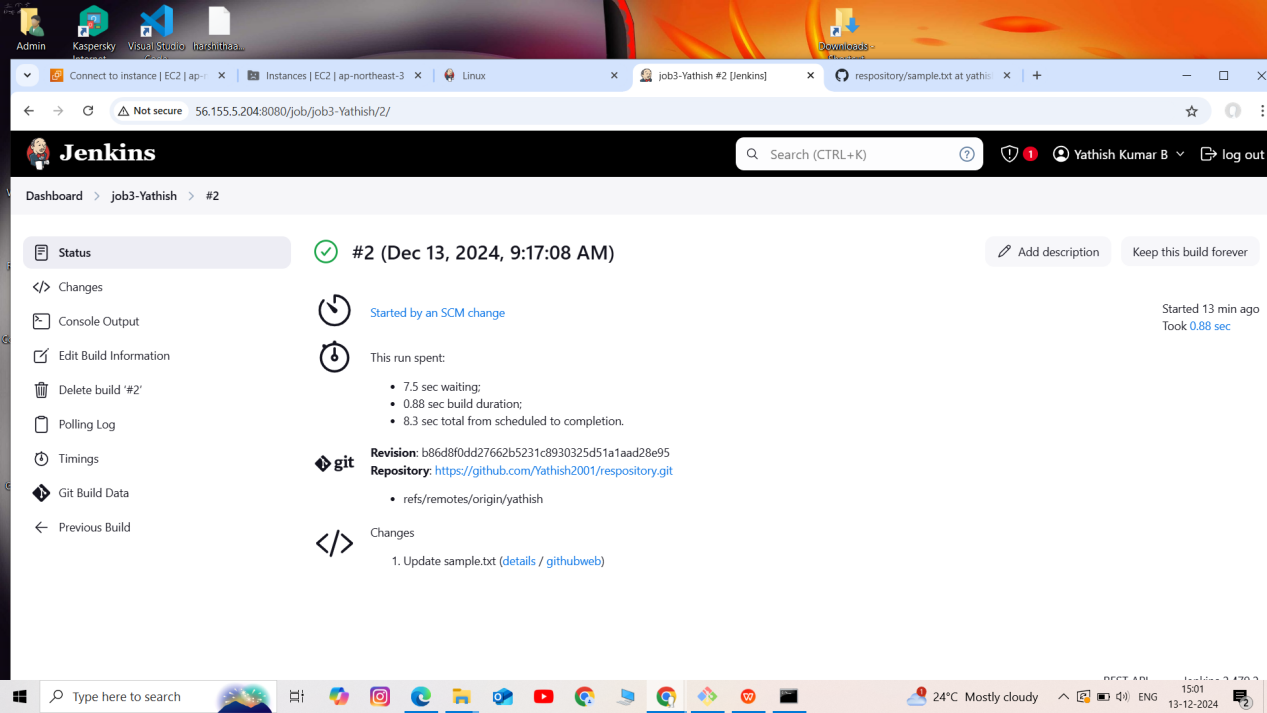 Admin
Kaspersky
Visual Studio
harshithaa...
Downloads -
Connect to instance | EC2 | ap-n
Instances | EC2 | ap-northeast-3
Linux
job3-Yathish #2 [Jenkins]
respository/sample.txt at yathis
Not secure
56.155.5.204:8080/job/job3-Yathish/2/
Jenkins
Search (CTRL+K)
?
1
Yathish Kumar B
log out
Dashboard
job3-Yathish
#2
Status
Changes
Console Output
Edit Build Information
Delete build ‘#2’
Polling Log
Timings
Git Build Data
Previous Build
#2 (Dec 13, 2024, 9:17:08 AM)
Add description
Keep this build forever
Started by an SCM change
Started 13 min ago
Took 0.88 sec
This run spent:
7.5 sec waiting;
0.88 sec build duration;
8.3 sec total from scheduled to completion.
git
Revision: b86d8f0dd27662b5231c8930325d51a1aad28e95
Repository: https://github.com/Yathish2001/respository.git
refs/remotes/origin/yathish
Changes
1. Update sample.txt (details / githubweb)
Type here to search
1
24°C Mostly cloudy
ENG
15:01
13-12-2024
2